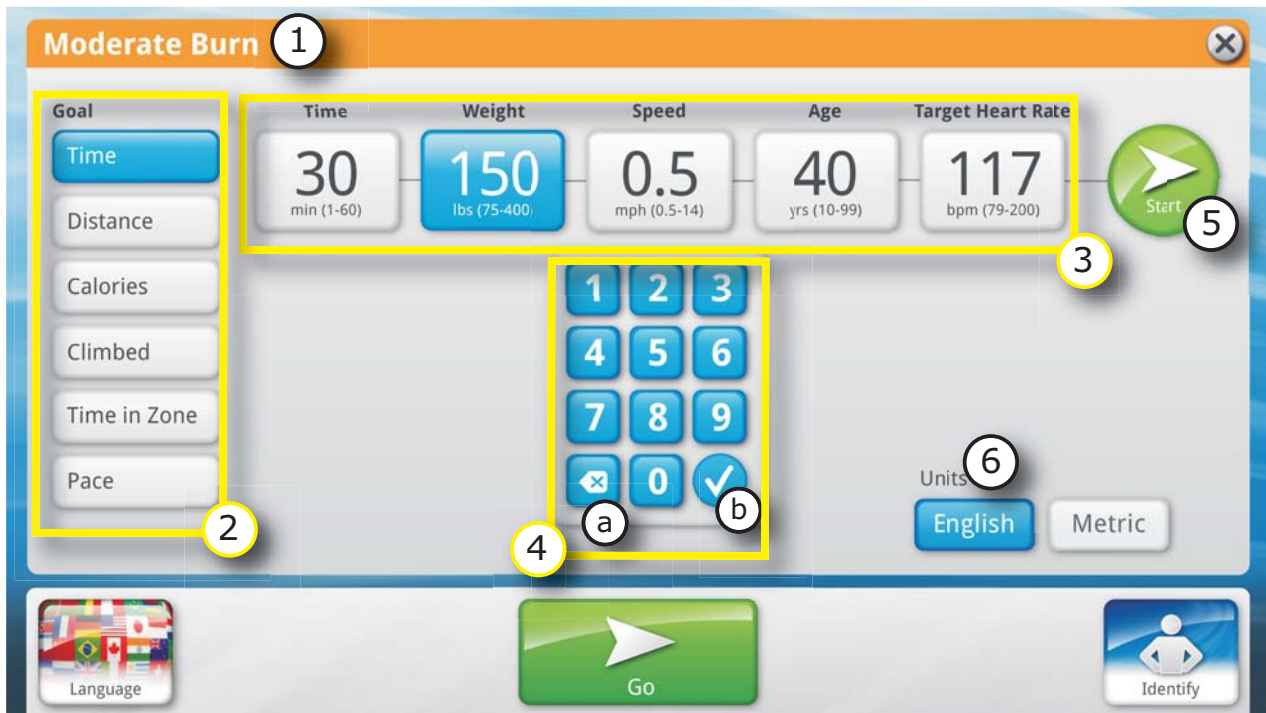 Moderate Burn 1
Goal
Time
Distance
Calories
Climbed
Time in Zone
Pace
2
Time Weight Speed Age Target Heart Rate
30 150 0.5 40 117
min (1-60) lbs (75-400) mph (0.5-14) yrs (10-99) bpm (79-200)
3
Start
5
1 2 3
4 5 6
7 8 9
0
a b
4
Units 6
English Metric
Language
Go
Identify